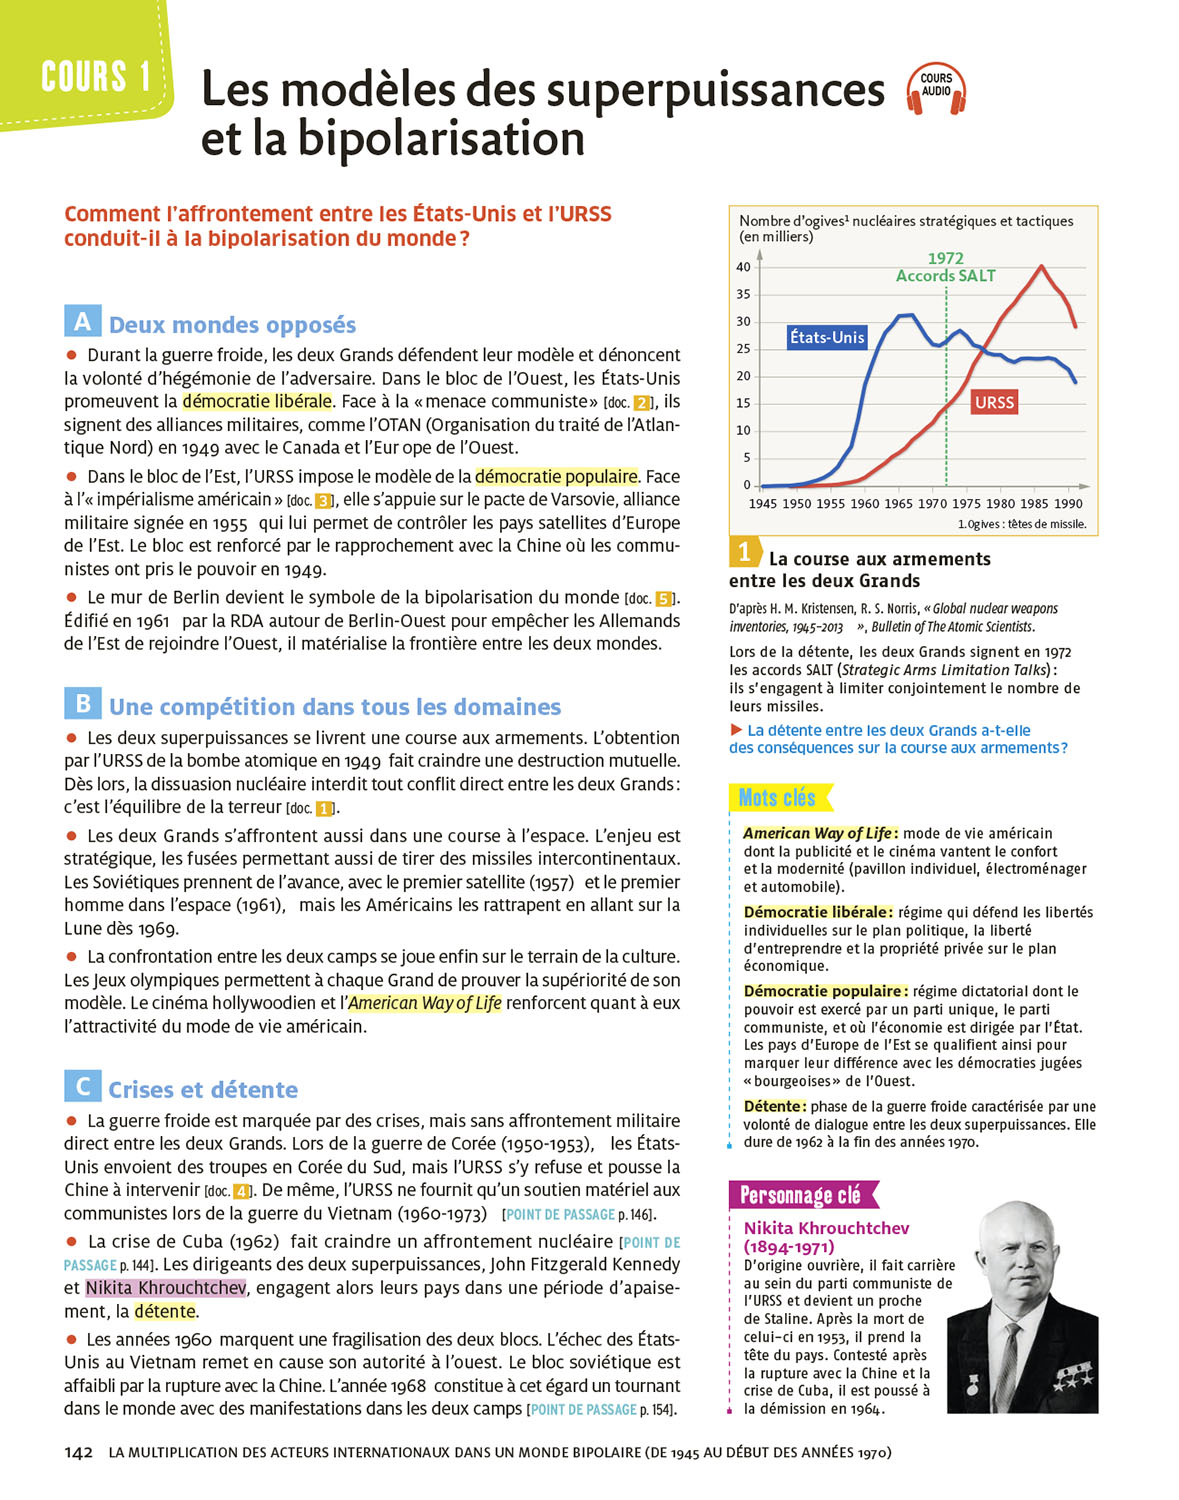 COURS 1
Les modèles des superpuissances
et la bipolarisation
COURS
AUDIO
Comment l'affrontement entre les États-Unis et l'URSS
conduit-il à la bipolarisation du monde ?
A Deux mondes opposés
• Durant la guerre froide, les deux Grands défendent leur modèle et dénoncent
la volonté d'hégémonie de l'adversaire. Dans le bloc de l'Ouest, les États-Unis
promeuvent la démocratie libérale. Face à la « menace communiste » [doc. 2], ils
signent des alliances militaires, comme l'OTAN (Organisation du traité de l'Atlan-
tique Nord) en 1949 avec le Canada et l'Eur ope de l'Ouest.
• Dans le bloc de l'Est, l'URSS impose le modèle de la démocratie populaire. Face
à l'« impérialisme américain » [doc. 3], elle s'appuie sur le pacte de Varsovie, alliance
militaire signée en 1955 qui lui permet de contrôler les pays satellites d'Europe
de l'Est. Le bloc est renforcé par le rapprochement avec la Chine où les commu-
nistes ont pris le pouvoir en 1949.
• Le mur de Berlin devient le symbole de la bipolarisation du monde [doc. 5].
Édifié en 1961 par la RDA autour de Berlin-Ouest pour empêcher les Allemands
de l'Est de rejoindre l'Ouest, il matérialise la frontière entre les deux mondes.
B Une compétition dans tous les domaines
• Les deux superpuissances se livrent une course aux armements. L'obtention
par l'URSS de la bombe atomique en 1949 fait craindre une destruction mutuelle.
Dès lors, la dissuasion nucléaire interdit tout conflit direct entre les deux Grands :
c'est l'équilibre de la terreur [doc. 1].
• Les deux Grands s'affrontent aussi dans une course à l'espace. L'enjeu est
stratégique, les fusées permettant aussi de tirer des missiles intercontinentaux.
Les Soviétiques prennent de l'avance, avec le premier satellite (1957) et le premier
homme dans l'espace (1961), mais les Américains les rattrapent en allant sur la
Lune dès 1969.
• La confrontation entre les deux camps se joue enfin sur le terrain de la culture.
Les Jeux olympiques permettent à chaque Grand de prouver la supériorité de son
modèle. Le cinéma hollywoodien et l'American Way of Life renforcent quant à eux
l'attractivité du mode de vie américain.
C Crises et détente
• La guerre froide est marquée par des crises, mais sans affrontement militaire
direct entre les deux Grands. Lors de la guerre de Corée (1950-1953), les États-
Unis envoient des troupes en Corée du Sud, mais l'URSS s'y refuse et pousse la
Chine à intervenir [doc. 4]. De même, l'URSS ne fournit qu'un soutien matériel aux
communistes lors de la guerre du Vietnam (1960-1973) [POINT DE PASSAGE p. 146].
• La crise de Cuba (1962) fait craindre un affrontement nucléaire [POINT DE
PASSAGE p. 144]. Les dirigeants des deux superpuissances, John Fitzgerald Kennedy
et Nikita Khrouchtchev, engagent alors leurs pays dans une période d'apaise-
ment, la détente.
• Les années 1960 marquent une fragilisation des deux blocs. L'échec des États-
Unis au Vietnam remet en cause son autorité à l'ouest. Le bloc soviétique est
affaibli par la rupture avec la Chine. L'année 1968 constitue à cet égard un tournant
dans le monde avec des manifestations dans les deux camps [POINT DE PASSAGE p. 154].
Nombre d'ogives¹ nucléaires stratégiques et tactiques
(en milliers)
1972
Accords SALT
40
35
30
25
20
15
10
5
0
États-Unis
URSS
1945 1950 1955 1960 1965 1970 1975 1980 1985 1990
1. Ogives : têtes de missile.
1 La course aux armements
entre les deux Grands
D'après H. M. Kristensen, R. S. Norris, « Global nuclear weapons
inventories, 1945-2013 », Bulletin of The Atomic Scientists.
Lors de la détente, les deux Grands signent en 1972
les accords SALT (Strategic Arms Limitation Talks) :
ils s'engagent à limiter conjointement le nombre de
leurs missiles.
▶ La détente entre les deux Grands a-t-elle
des conséquences sur la course aux armements ?
Mots clés
American Way of Life : mode de vie américain
dont la publicité et le cinéma vantent le confort
et la modernité (pavillon individuel, électroménager
et automobile).
Démocratie libérale : régime qui défend les libertés
individuelles sur le plan politique, la liberté
d'entreprendre et la propriété privée sur le plan
économique.
Démocratie populaire : régime dictatorial dont le
pouvoir est exercé par un parti unique, le parti
communiste, et où l'économie est dirigée par l'État.
Les pays d'Europe de l'Est se qualifient ainsi pour
marquer leur différence avec les démocraties jugées
« bourgeoises » de l'Ouest.
Détente : phase de la guerre froide caractérisée par une
volonté de dialogue entre les deux superpuissances. Elle
dure de 1962 à la fin des années 1970.
Personnage clé
Nikita Khrouchtchev
(1894-1971)
D'origine ouvrière, il fait carrière
au sein du parti communiste de
l'URSS et devient un proche
de Staline. Après la mort de
celui-ci en 1953, il prend la
tête du pays. Contesté après
la rupture avec la Chine et la
crise de Cuba, il est poussé à
la démission en 1964.
142 LA MULTIPLICATION DES ACTEURS INTERNATIONAUX DANS UN MONDE BIPOLAIRE (DE 1945 AU DÉBUT DES ANNÉES 1970)